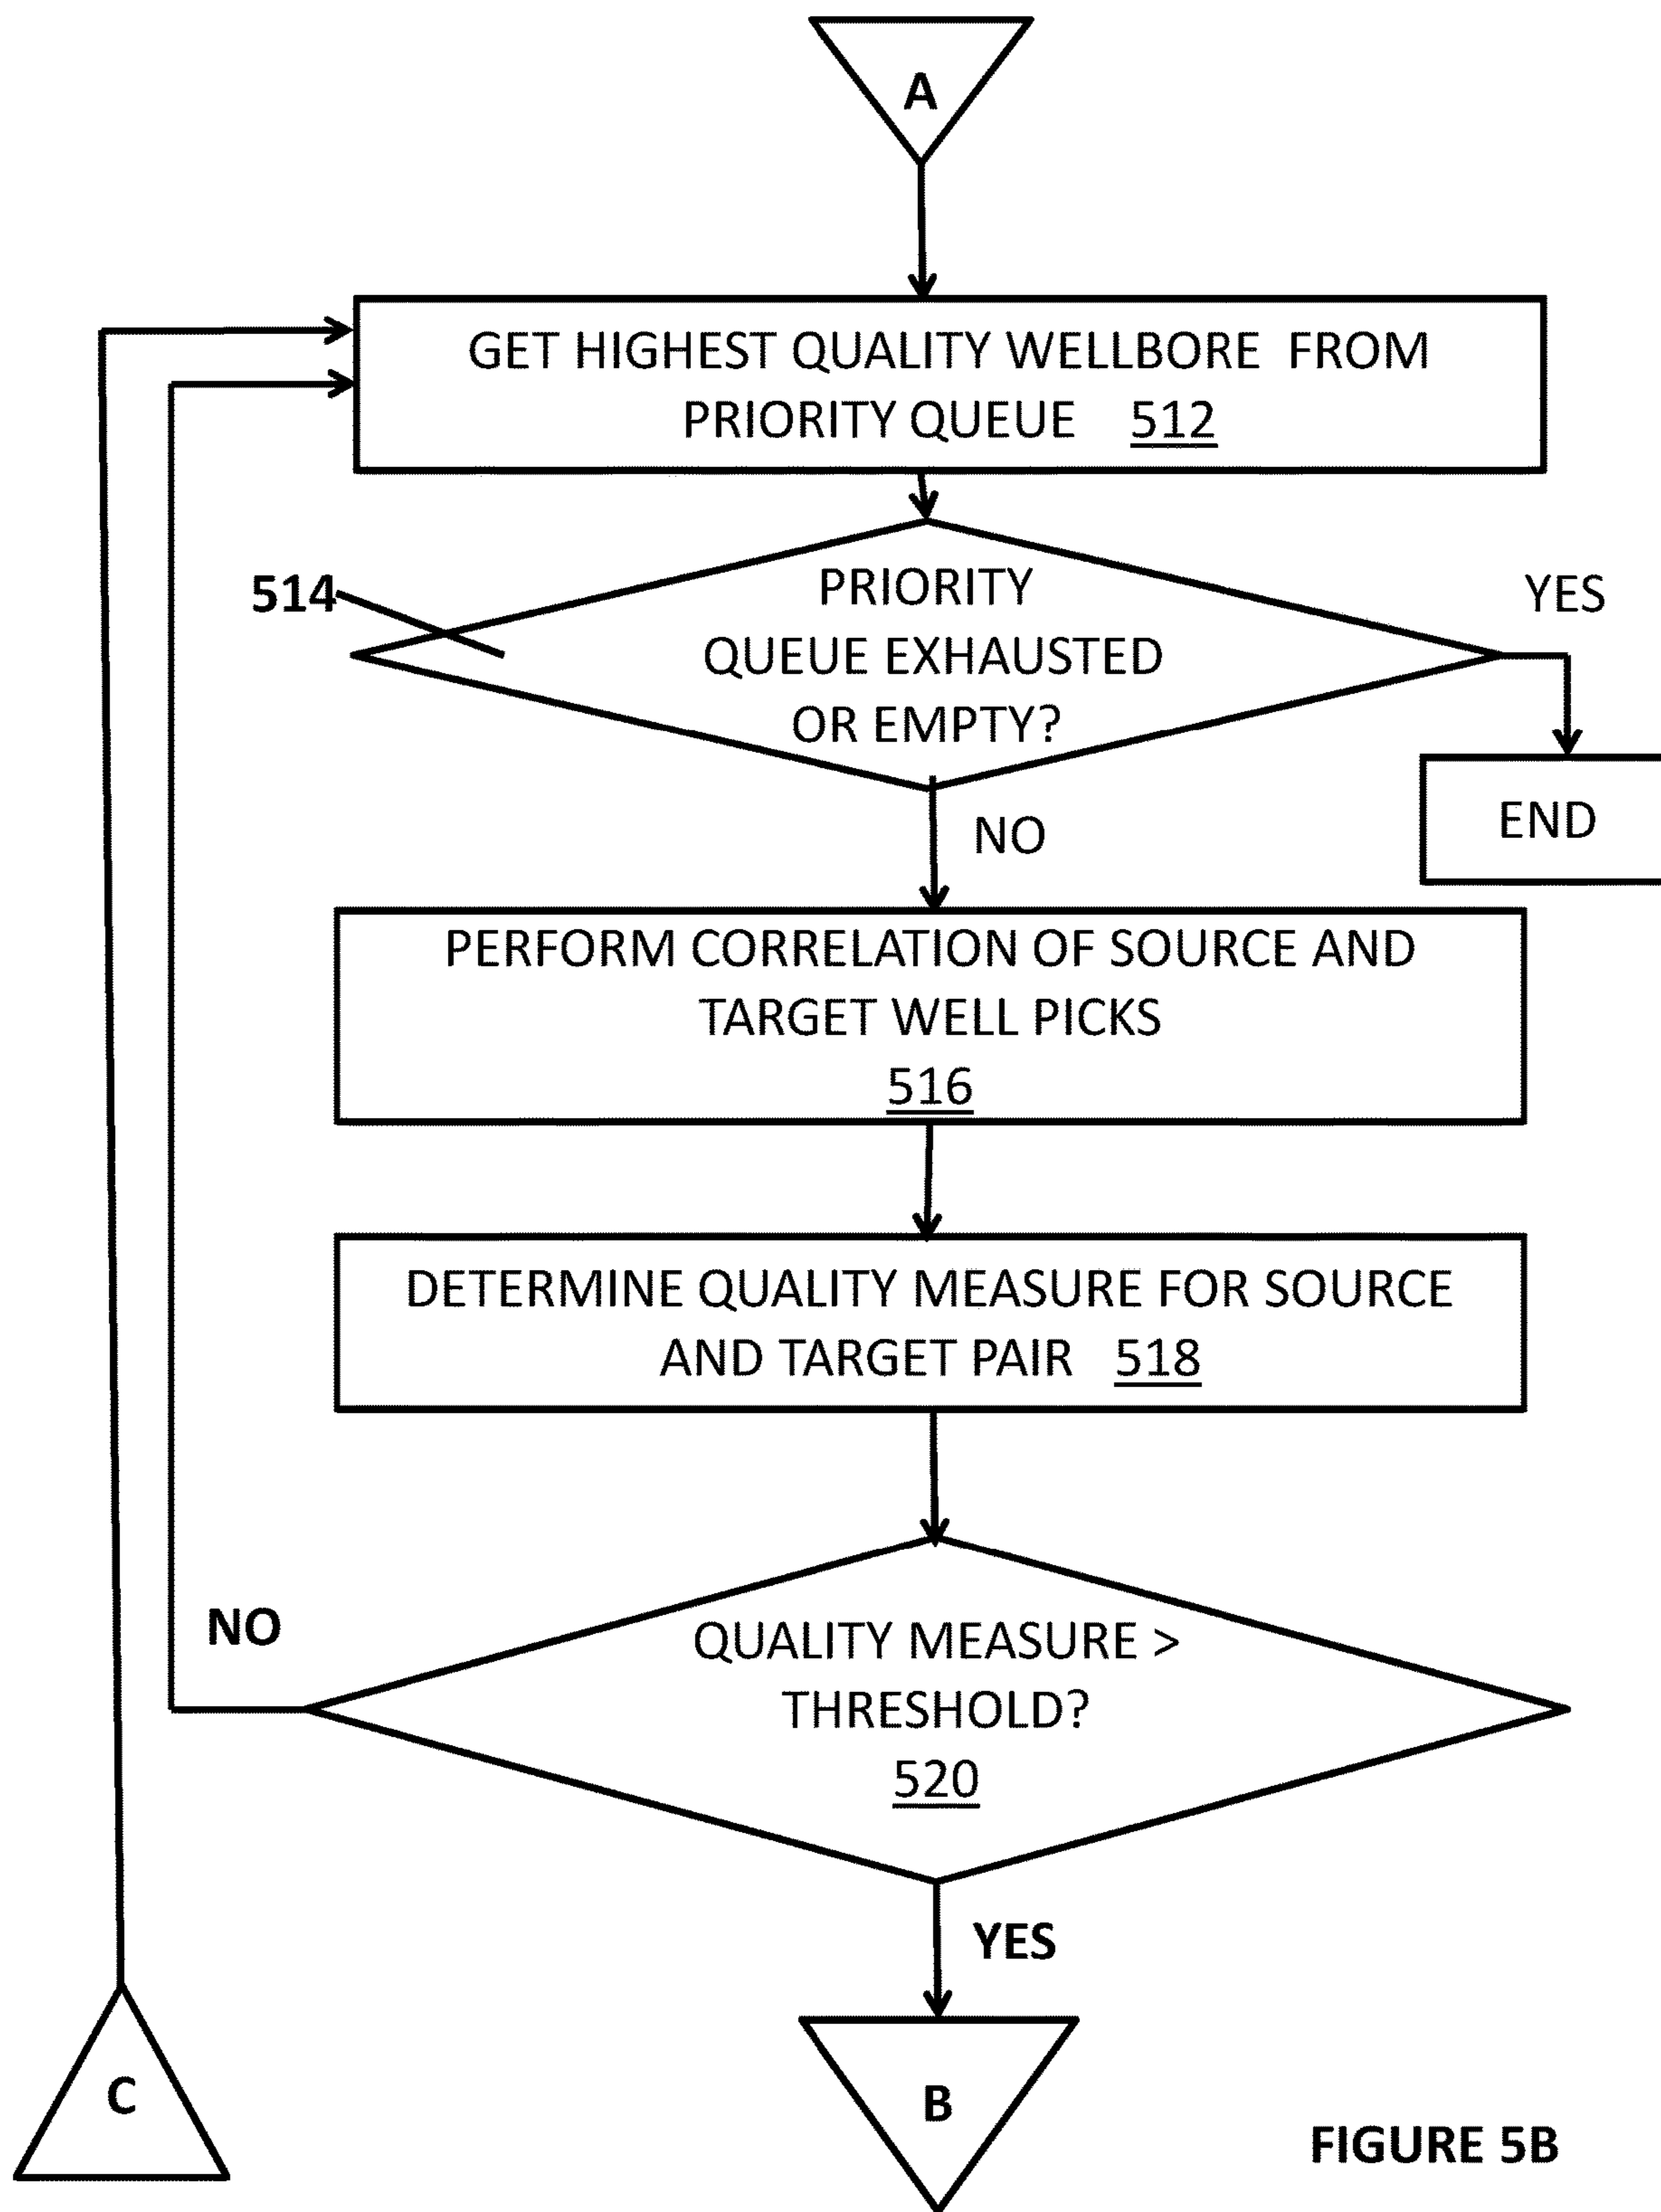 A
GET HIGHEST QUALITY WELLBORE FROM
PRIORITY QUEUE 512
514
PRIORITY
QUEUE EXHAUSTED
OR EMPTY?
YES
END
NO
PERFORM CORRELATION OF SOURCE AND
TARGET WELL PICKS
516
DETERMINE QUALITY MEASURE FOR SOURCE
AND TARGET PAIR 518
NO
QUALITY MEASURE >
THRESHOLD?
520
YES
C
B
FIGURE 5B